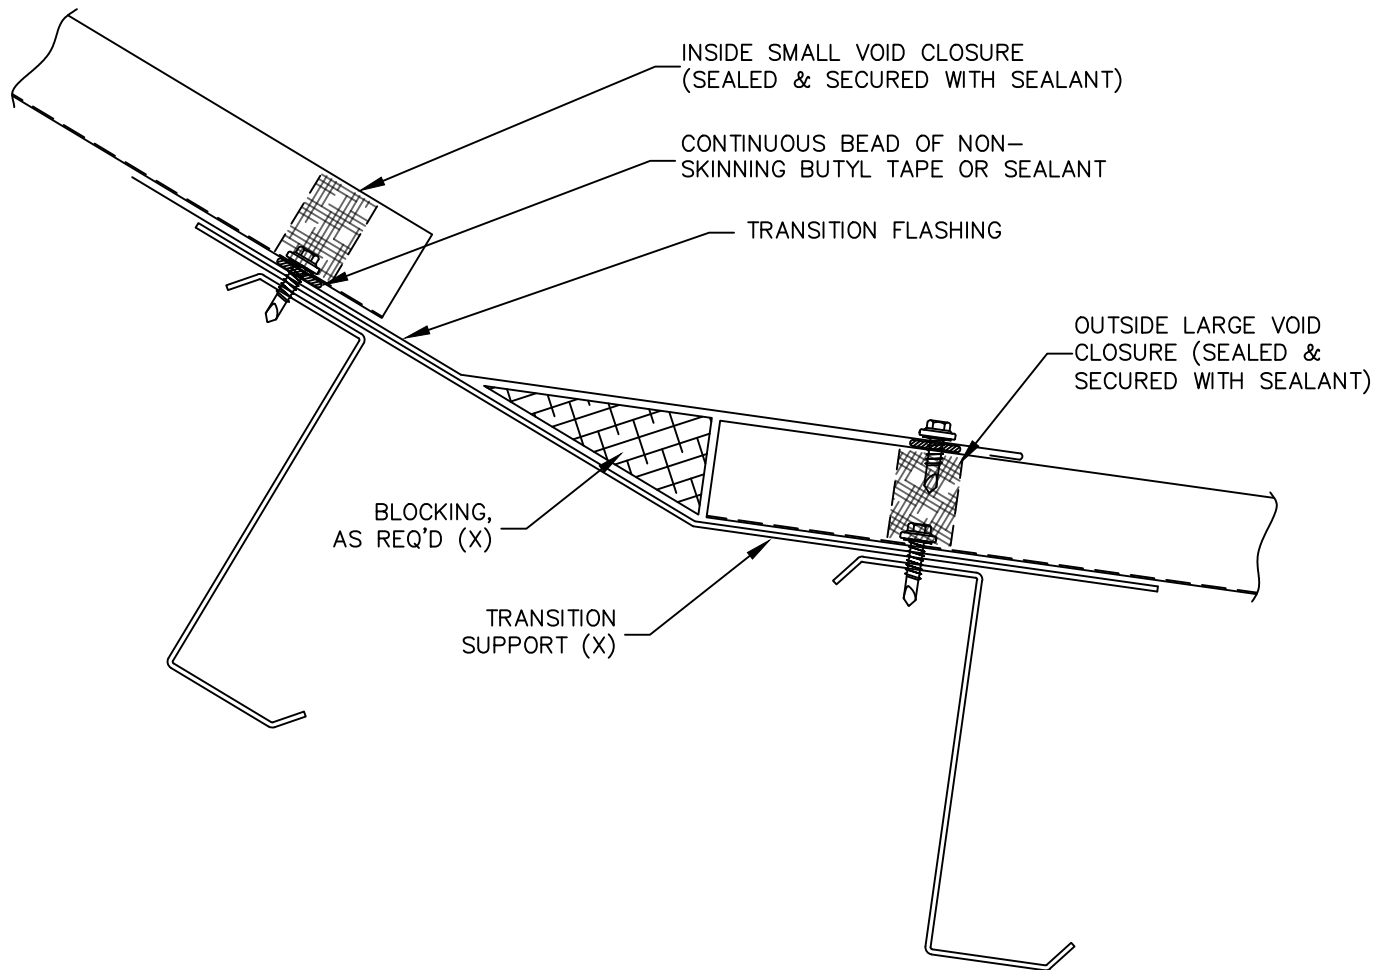 INSIDE SMALL VOID CLOSURE
(SEALED & SECURED WITH SEALANT)
CONTINUOUS BEAD OF NON-
SKINNING BUTYL TAPE OR SEALANT
TRANSITION FLASHING
OUTSIDE LARGE VOID
CLOSURE (SEALED &
SECURED WITH SEALANT)
BLOCKING,
AS REQ'D (X)
TRANSITION
SUPPORT (X)